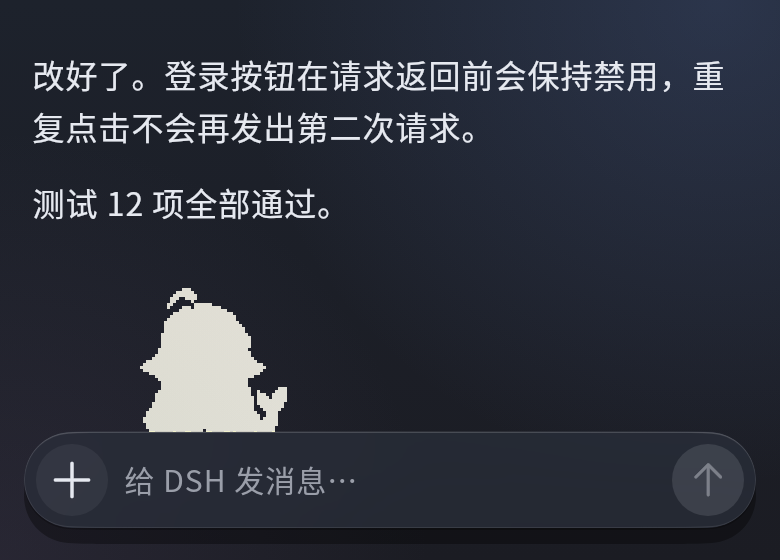 改好了。登录按钮在请求返回前会保持禁用，重
复点击不会再发出第二次请求。
测试 12 项全部通过。
给 DSH 发消息…